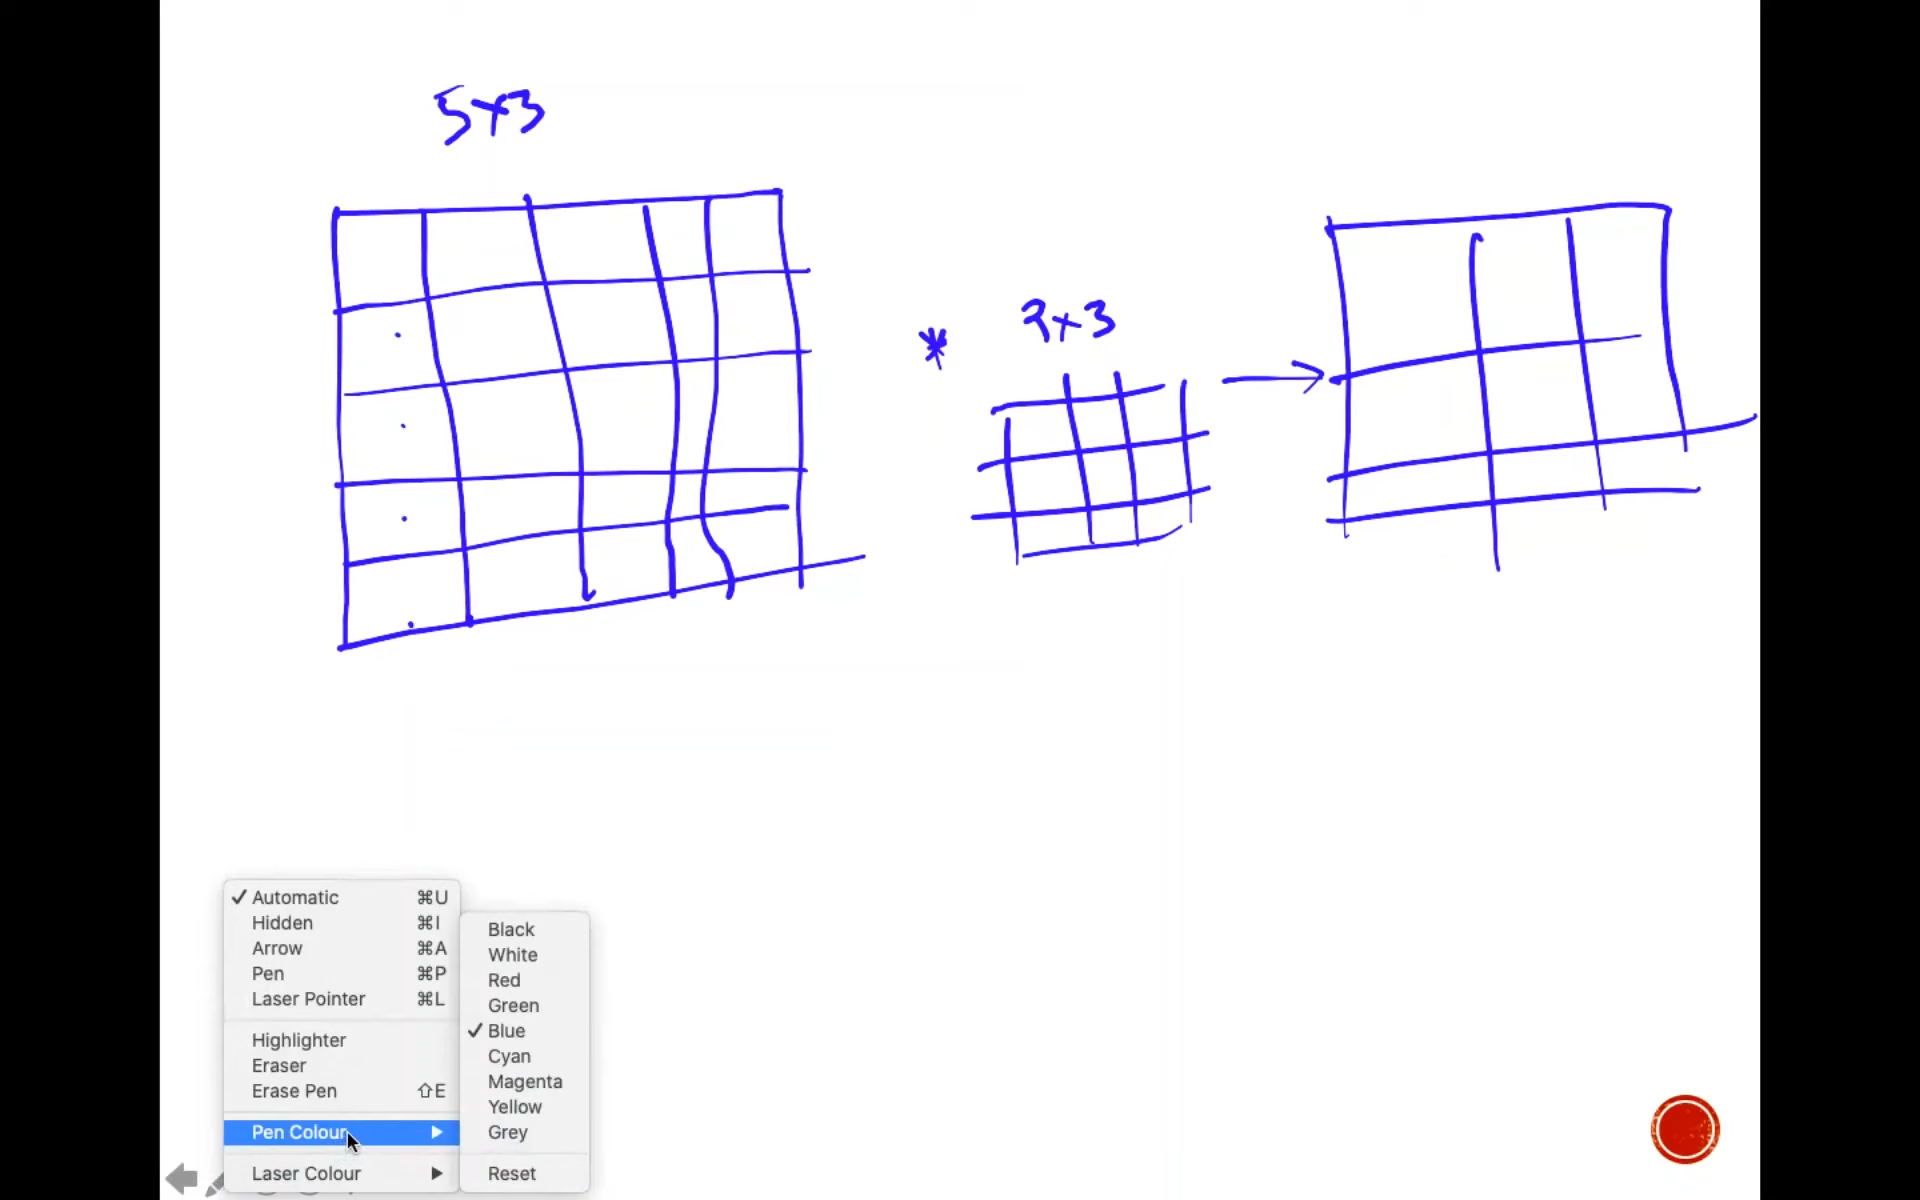 5x3
*
3x3
✓ Automatic ⌘U
Hidden ⌘I
Arrow ⌘A
Pen ⌘P
Laser Pointer ⌘L
Highlighter
Eraser
Erase Pen ⇧E
Pen Colour ▶
Laser Colour ▶
Black
White
Red
Green
✓ Blue
Cyan
Magenta
Yellow
Grey
Reset